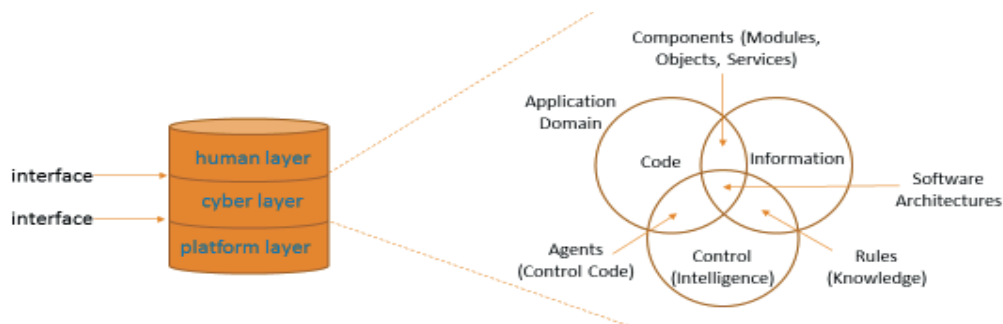 human layer
interface
cyber layer
interface
platform layer
Components (Modules,
Objects, Services)
Application
Domain
Code
Information
Software
Architectures
Agents
(Control Code)
Control
(Intelligence)
Rules
(Knowledge)